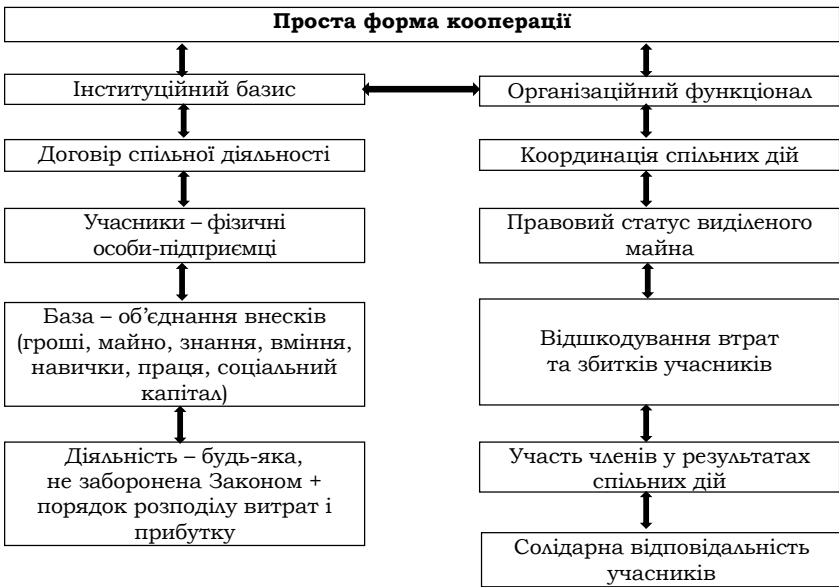 Проста форма кооперації
Інституційний базис
Організаційний функціонал
Договір спільної діяльності
Координація спільних дій
Учасники – фізичні
особи-підприємці
Правовий статус виділеного
майна
База – об’єднання внесків
(гроші, майно, знання, вміння,
навички, праця, соціальний
капітал)
Відшкодування втрат
та збитків учасників
Діяльність – будь-яка,
не заборонена Законом +
порядок розподілу витрат і
прибутку
Участь членів у результатах
спільних дій
Солідарна відповідальність
учасників